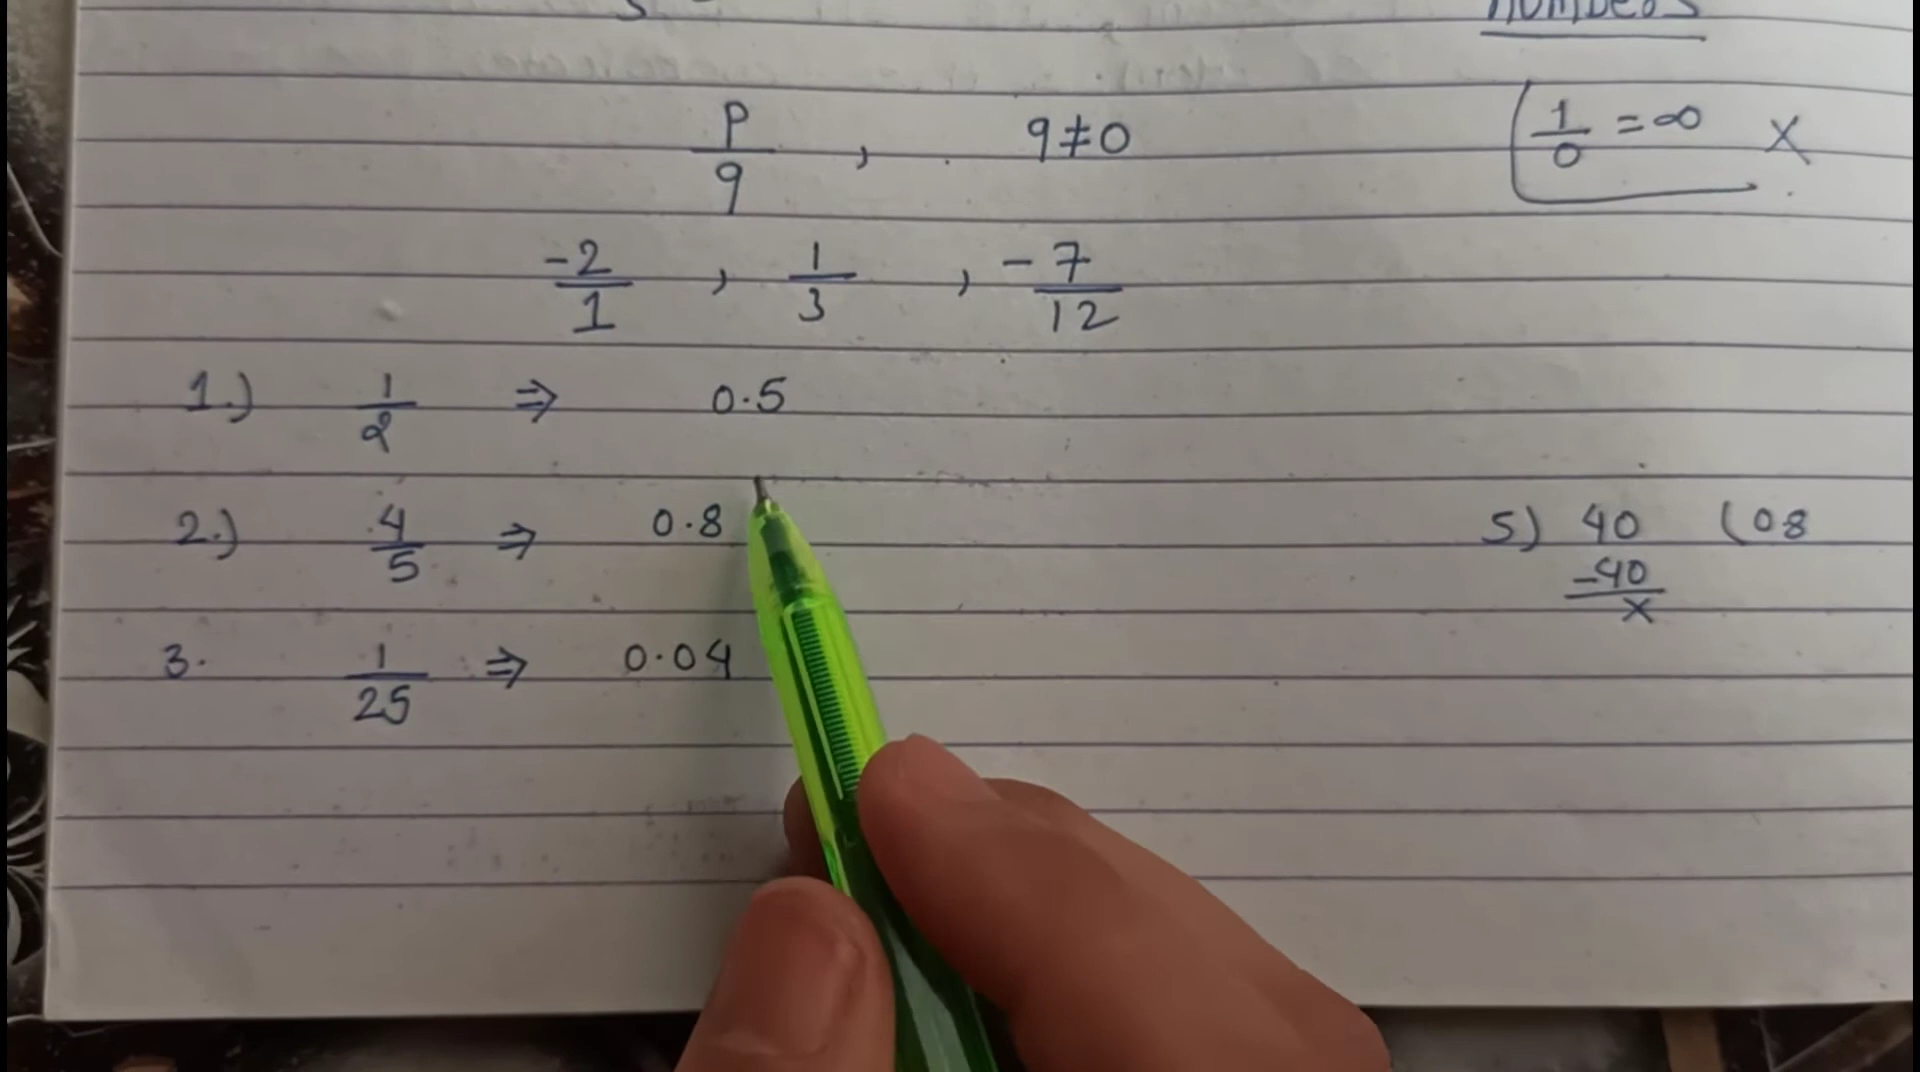 numbers
p/q , q≠0
1/0 = ∞ X
-2/1 , 1/3 , -7/12
1.) 1/2 ⇒ 0.5
2.) 4/5 ⇒ 0.8
5) 40 (08
-40
x
3. 1/25 ⇒ 0.04